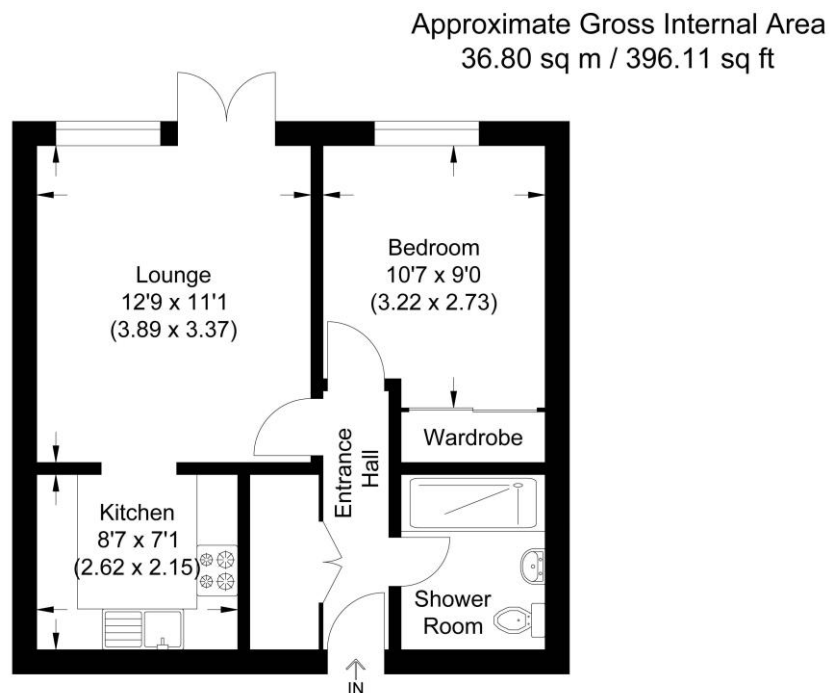 Approximate Gross Internal Area
36.80 sq m / 396.11 sq ft
Lounge
12'9 x 11'1
(3.89 x 3.37)
Bedroom
10'7 x 9'0
(3.22 x 2.73)
Wardrobe
Entrance
Hall
Kitchen
8'7 x 7'1
(2.62 x 2.15)
Shower
Room
IN